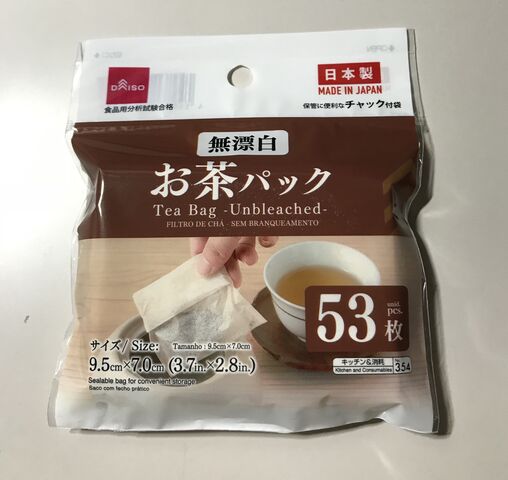 OPEN
DAISO
食品用分析試験合格
日本製
MADE IN JAPAN
保管に便利なチャック付袋
無漂白
お茶パック
Tea Bag -Unbleached-
FILTRO DE CHÁ - SEM BRANQUEAMENTO
53 unid. pcs. 枚
サイズ/ Size: Tamanho : 9.5cm×7.0cm
9.5cm×7.0cm (3.7in.×2.8in.)
Sealable bag for convenient storage.
Saco com fecho prático
キッチン&消耗
Kitchen and Consumables
No. 354